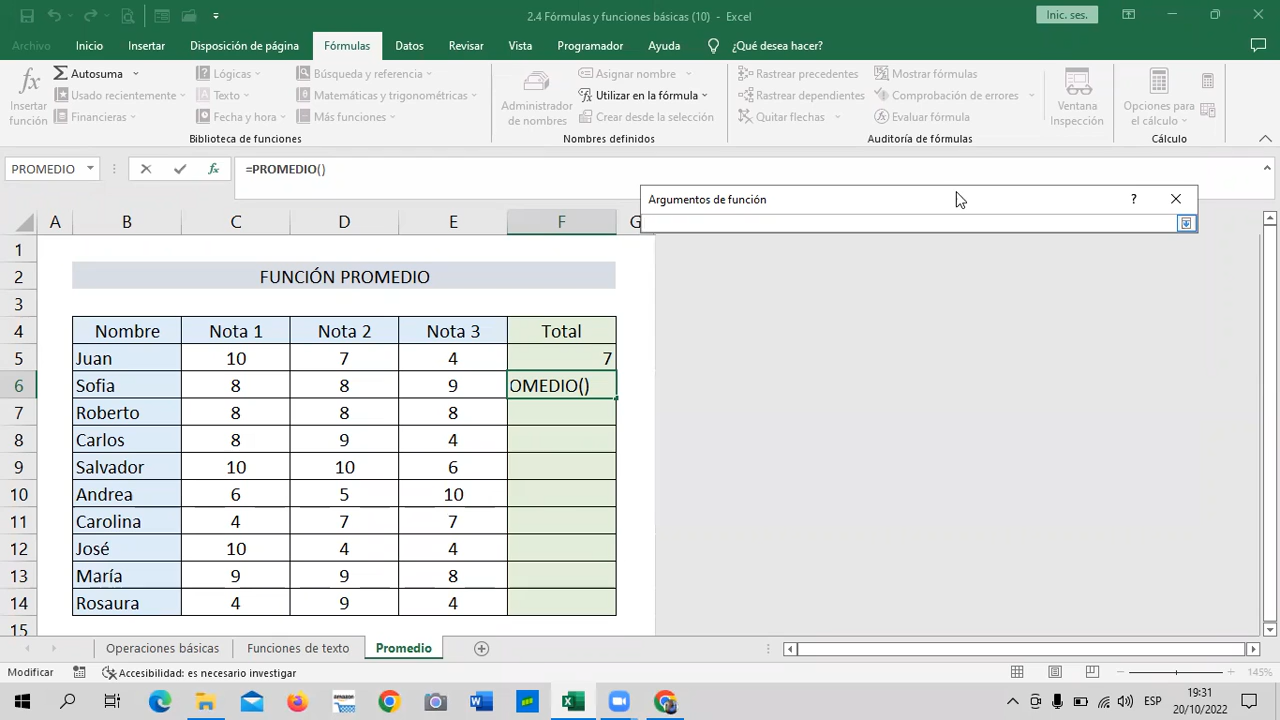 2.4 Fórmulas y funciones básicas (10) - Excel
Inic. ses.
Archivo Inicio Insertar Disposición de página Fórmulas Datos Revisar Vista Programador Ayuda ¿Qué desea hacer?
Insertar función
Autosuma
Usado recientemente
Financieras
Lógicas
Texto
Fecha y hora
Búsqueda y referencia
Matemáticas y trigonométricas
Más funciones
Biblioteca de funciones
Administrador de nombres
Asignar nombre
Utilizar en la fórmula
Crear desde la selección
Nombres definidos
Rastrear precedentes
Rastrear dependientes
Quitar flechas
Mostrar fórmulas
Comprobación de errores
Evaluar fórmula
Auditoría de fórmulas
Ventana Inspección
Opciones para el cálculo
Cálculo
PROMEDIO fx =PROMEDIO()
Argumentos de función ?
A B C D E F G
1
2 FUNCIÓN PROMEDIO
3
4 Nombre Nota 1 Nota 2 Nota 3 Total
5 Juan 10 7 4 7
6 Sofia 8 8 9 OMEDIO()
7 Roberto 8 8 8
8 Carlos 8 9 4
9 Salvador 10 10 6
10 Andrea 6 5 10
11 Carolina 4 7 7
12 José 10 4 4
13 María 9 9 8
14 Rosaura 4 9 4
15
Operaciones básicas Funciones de texto Promedio
Modificar Accesibilidad: es necesario investigar 145%
ESP 19:31
20/10/2022